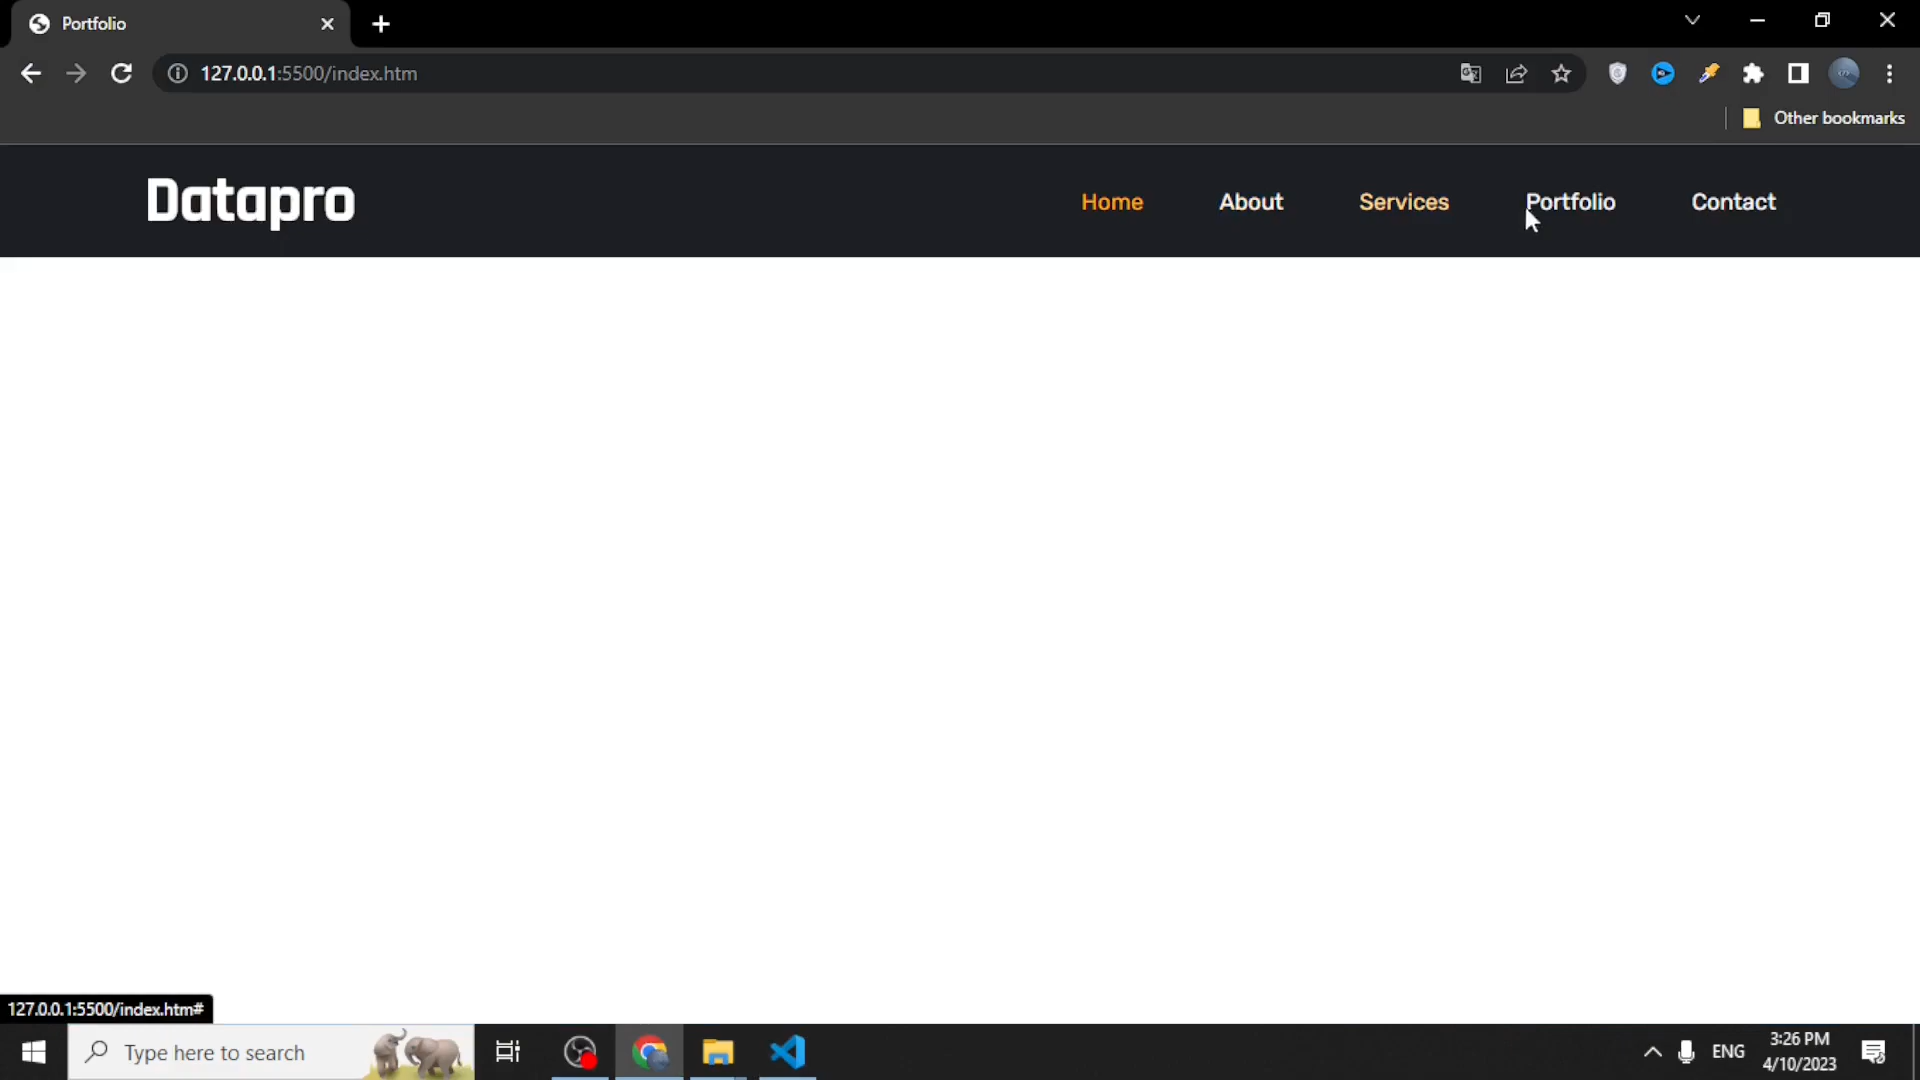 Portfolio
127.0.0.1:5500/index.htm
Other bookmarks
Datapro
Home About Services Portfolio Contact
127.0.0.1:5500/index.htm#
Type here to search
ENG
3:26 PM
4/10/2023